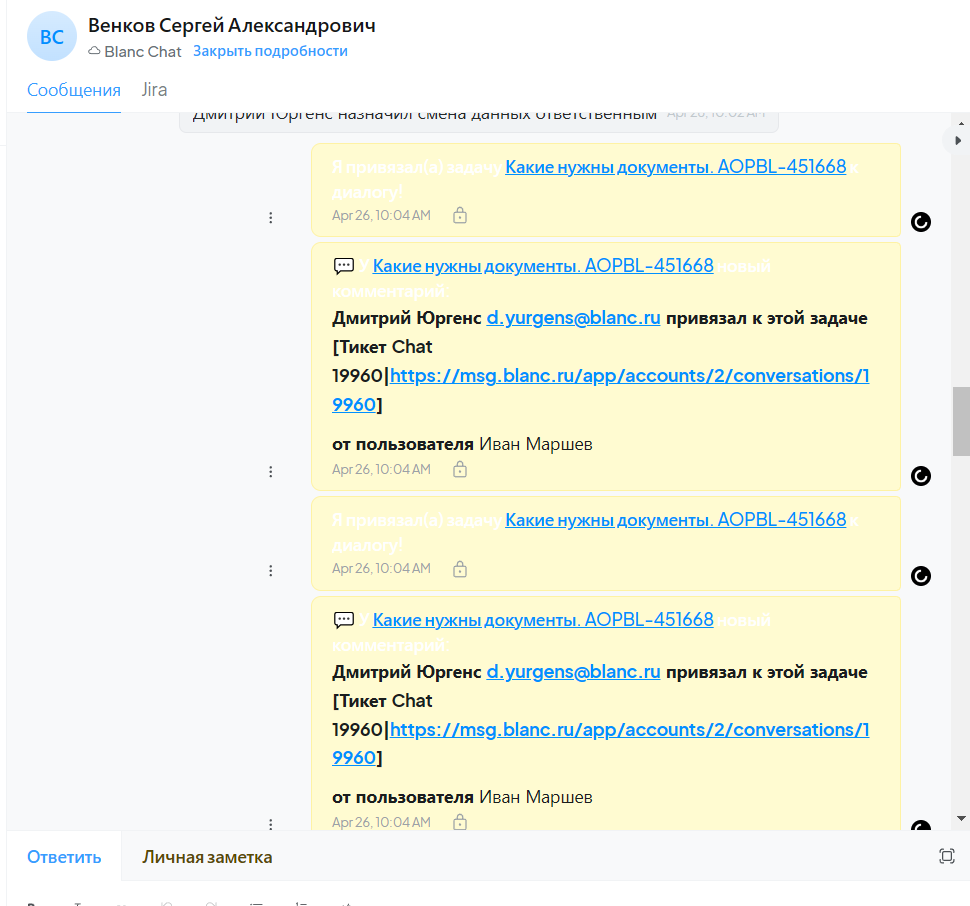 ВС
Венков Сергей Александрович
Blanc Chat Закрыть подробности
Сообщения Jira
Дмитрий Юргенс назначил смена данных ответственным Apr 26, 10:02 AM
Я привязал(а) задачу Какие нужны документы. AOPBL-451668 к
диалогу!
Apr 26, 10:04 AM
У Какие нужны документы. AOPBL-451668 новый
комментарий:
Дмитрий Юргенс d.yurgens@blanc.ru привязал к этой задаче
[Тикет Chat
19960|https://msg.blanc.ru/app/accounts/2/conversations/1
9960]
от пользователя Иван Маршев
Apr 26, 10:04 AM
Я привязал(а) задачу Какие нужны документы. AOPBL-451668 к
диалогу!
Apr 26, 10:04 AM
У Какие нужны документы. AOPBL-451668 новый
комментарий:
Дмитрий Юргенс d.yurgens@blanc.ru привязал к этой задаче
[Тикет Chat
19960|https://msg.blanc.ru/app/accounts/2/conversations/1
9960]
от пользователя Иван Маршев
Apr 26, 10:04 AM
Ответить Личная заметка